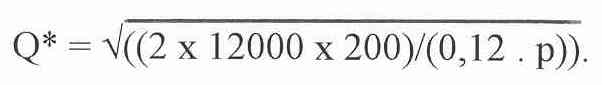 Q* = √((2 x 12000 x 200)/(0,12 . p)).